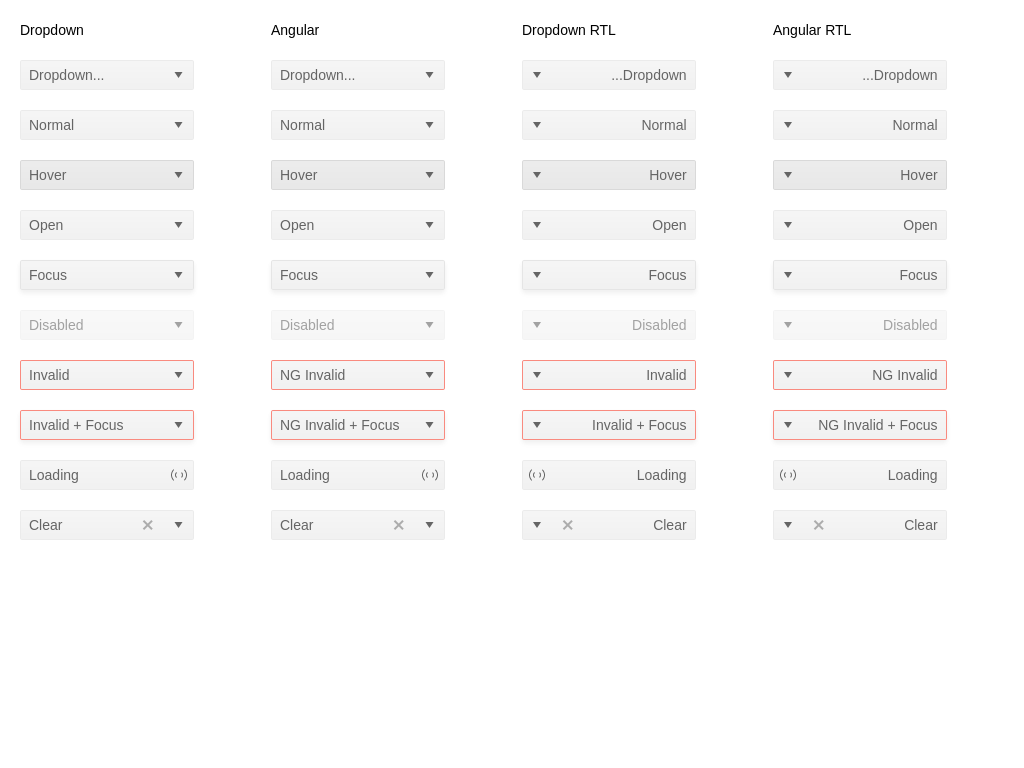 Dropdown Angular Dropdown RTL Angular RTL
Dropdown... Dropdown... ...Dropdown ...Dropdown
Normal Normal Normal Normal
Hover Hover Hover Hover
Open Open Open Open
Focus Focus Focus Focus
Disabled Disabled Disabled Disabled
Invalid NG Invalid Invalid NG Invalid
Invalid + Focus NG Invalid + Focus Invalid + Focus NG Invalid + Focus
Loading Loading Loading Loading
Clear Clear Clear Clear